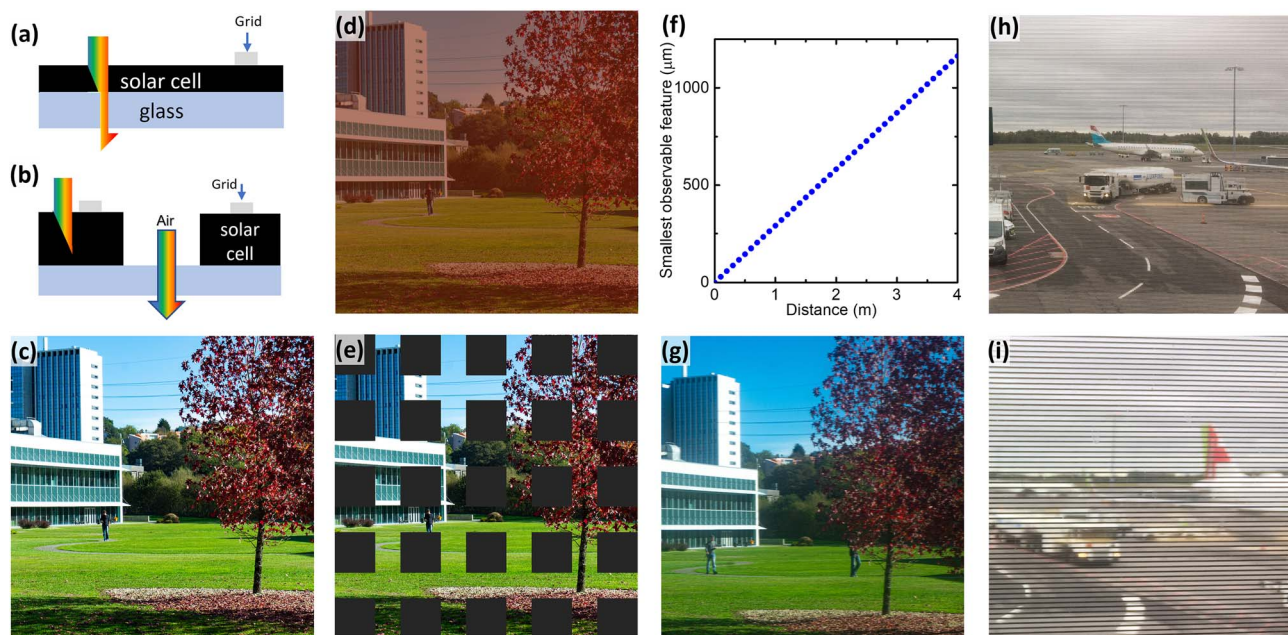 (a)
Grid
solar cell
glass
(b)
Grid
Air
solar
cell
(c)
(d)
(e)
(f)
Smallest observable feature (μm)
1000
500
0
0
1
2
3
4
Distance (m)
(g)
(h)
(i)